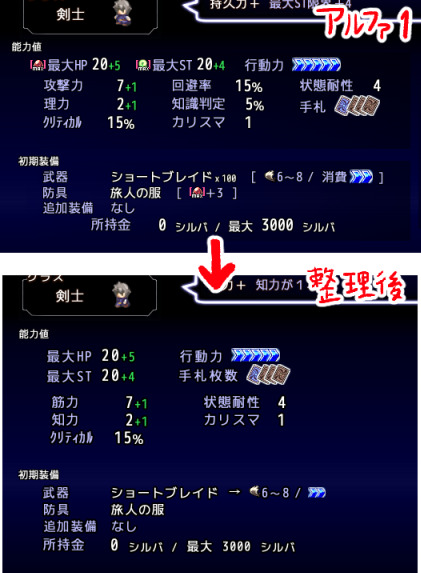 剣士
持久力+ 最大ST限界+4
アルファ1
能力値
最大HP 20+5 最大ST 20+4 行動力
攻撃力 7+1 回避率 15% 状態耐性 4
理力 2+1 知識判定 5% 手札
クリティカル 15% カリスマ 1
初期装備
武器 ショートブレイドx100 [ 6～8 / 消費 ]
防具 旅人の服 [ +3 ]
追加装備 なし
所持金 0 シルバ / 最大 3000 シルバ
クラス
剣士
力+ 知力が1
整理後
能力値
最大HP 20+5 行動力
最大ST 20+4 手札枚数
筋力 7+1 状態耐性 4
知力 2+1 カリスマ 1
クリティカル 15%
初期装備
武器 ショートブレイド → 6～8 /
防具 旅人の服
追加装備 なし
所持金 0 シルバ / 最大 3000 シルバ